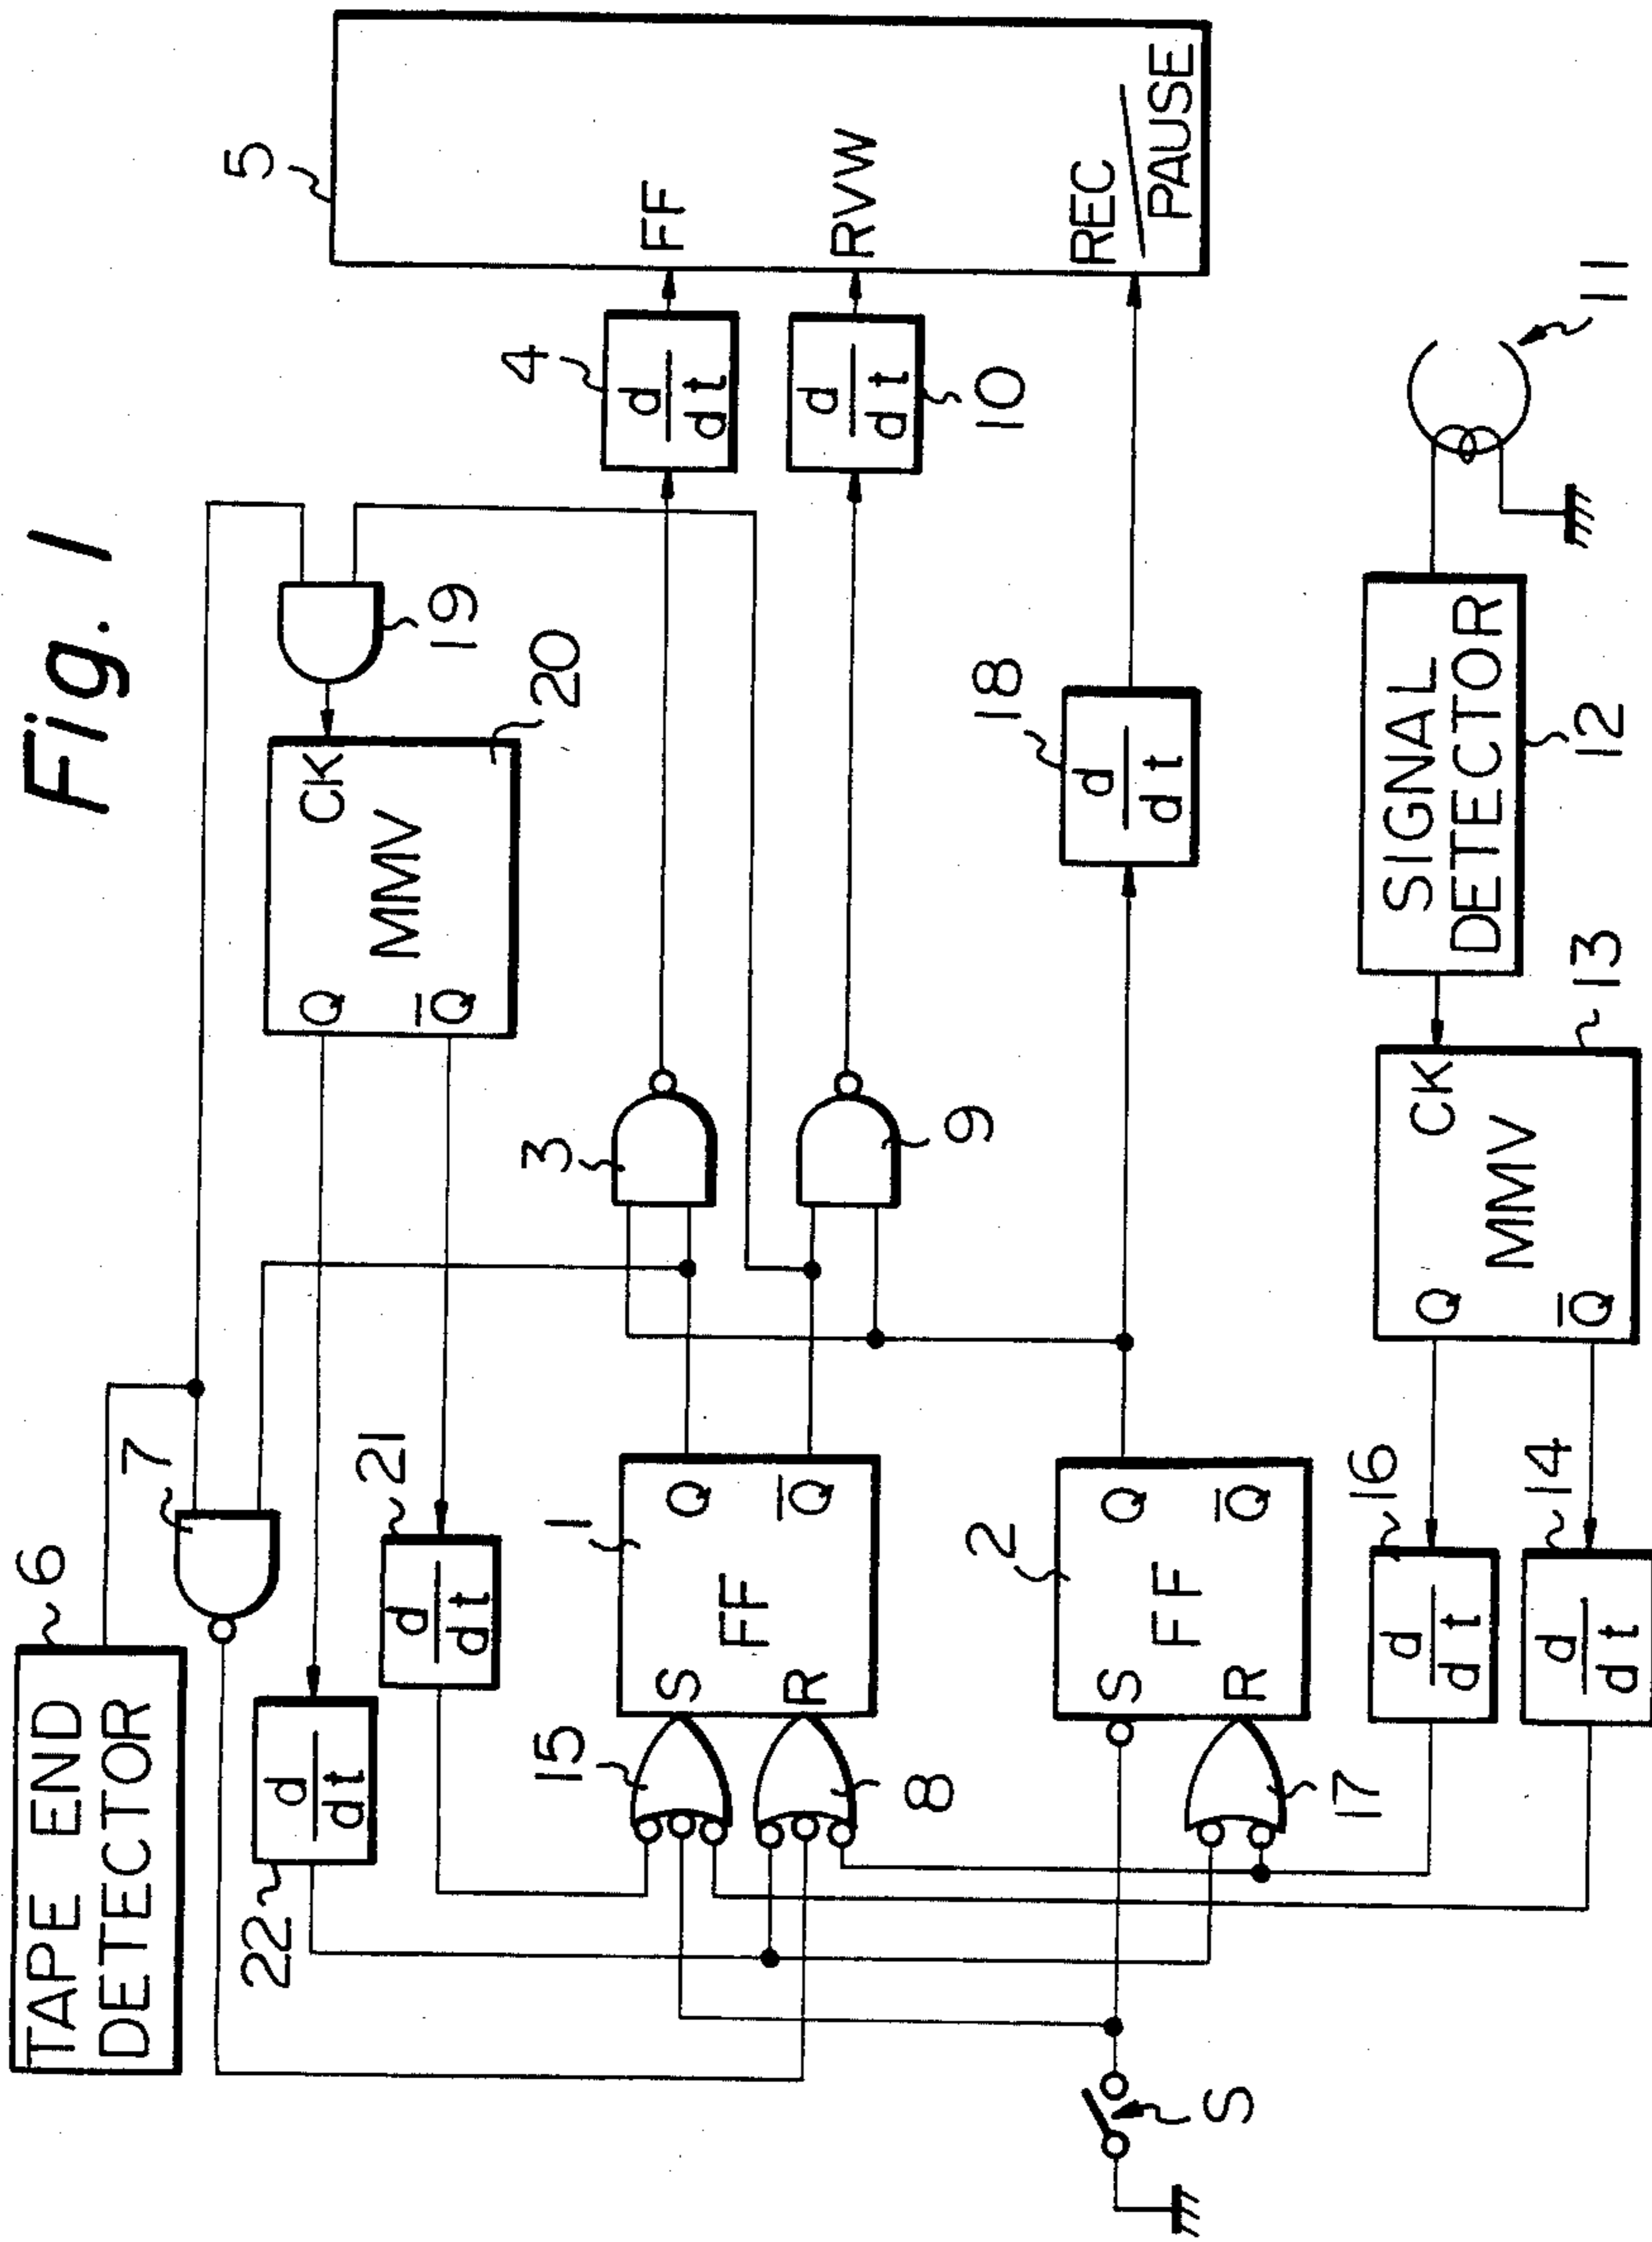 Fig. 1
TAPE END
DETECTOR
6
7
22
d
dt
21
d
dt
Q
Q̅
MMV
CK
20
19
5
FF
RVW
REC
PAUSE
4
d
dt
10
d
dt
3
9
15
8
S
R
FF
1
Q
Q̅
S
S
R
FF
2
Q
Q̅
17
18
d
dt
16
d
dt
14
d
dt
Q
Q̅
MMV
CK
13
SIGNAL
DETECTOR
12
11